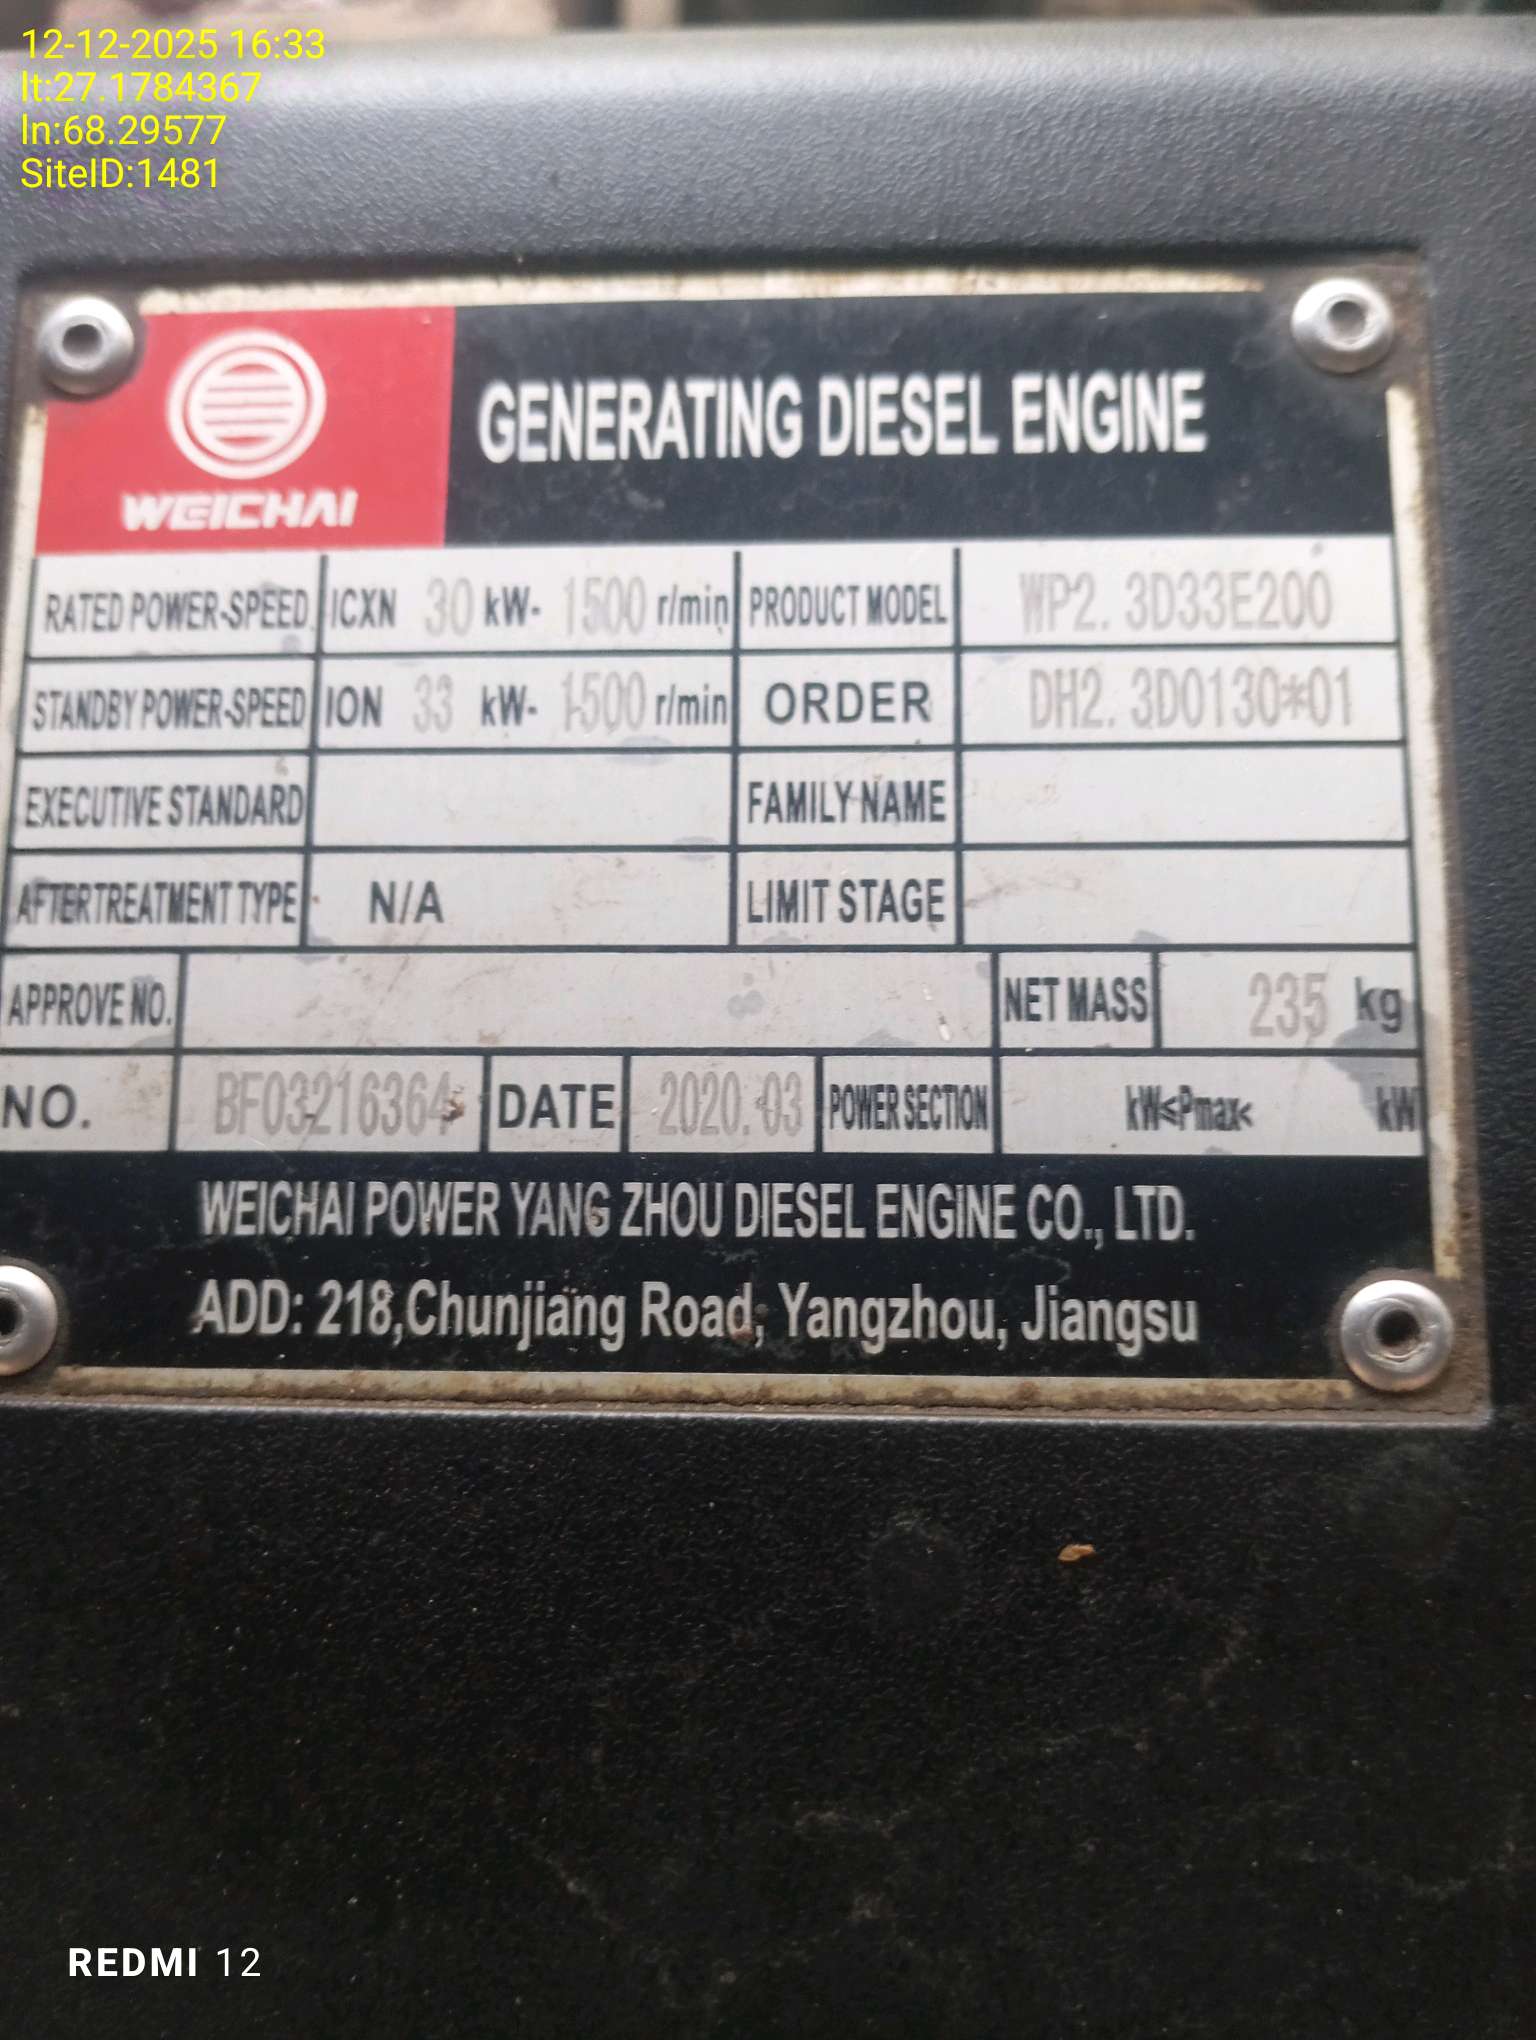 12-12-2025 16:33
lt:27.1784367
ln:68.29577
SiteID:1481
WEICHAI
GENERATING DIESEL ENGINE
RATED POWER-SPEED ICXN 30 kW- 1500 r/min PRODUCT MODEL WP2.3D33E200
STANDBY POWER-SPEED ION 33 kW- 1500 r/min ORDER DH2.3D0130*01
EXECUTIVE STANDARD FAMILY NAME
AFTERTREATMENT TYPE N/A LIMIT STAGE
APPROVE NO. NET MASS 235 kg
NO. BF03216364 DATE 2020.03 POWER SECTION kW≤Pmax< kW
WEICHAI POWER YANG ZHOU DIESEL ENGINE CO., LTD.
ADD: 218,Chunjiang Road, Yangzhou, Jiangsu
REDMI 12